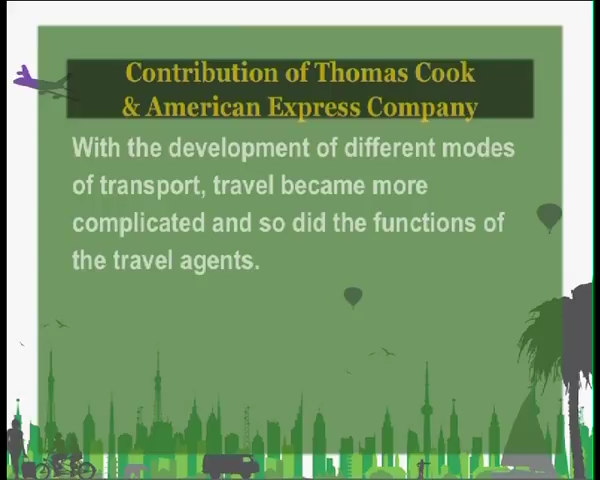 Contribution of Thomas Cook
& American Express Company
With the development of different modes
of transport, travel became more
complicated and so did the functions of
the travel agents.